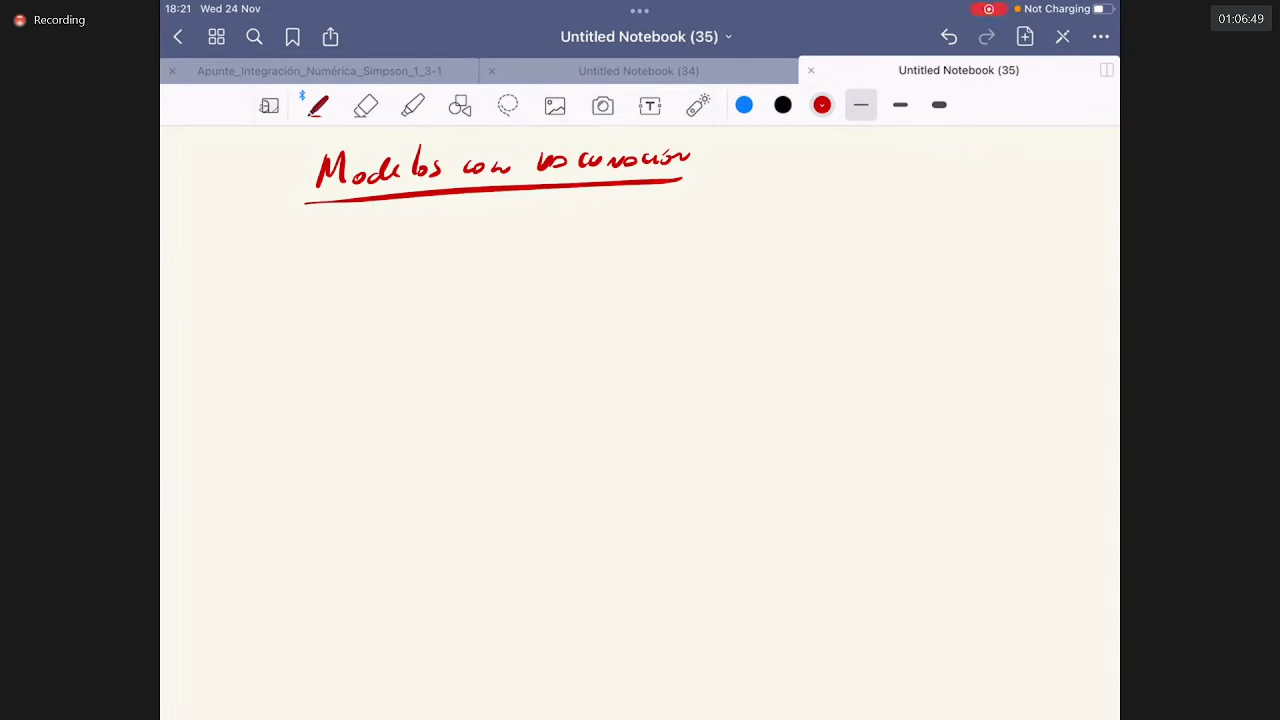 Recording
18:21 Wed 24 Nov
Not Charging
01:06:49
Untitled Notebook (35)
Apunte_Integración_Numérica_Simpson_1_3-1
Untitled Notebook (34)
Untitled Notebook (35)
T
Modelos con vacunación